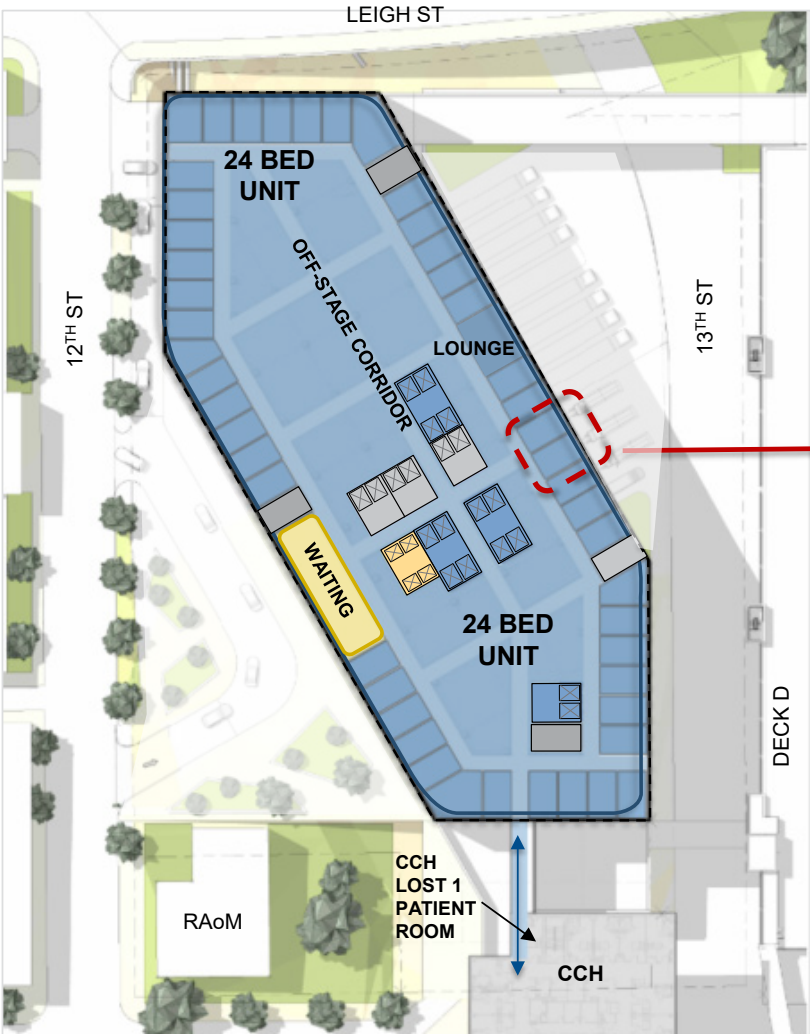 LEIGH ST
24 BED
UNIT
OFF-STAGE CORRIDOR
LOUNGE
12TH ST
13TH ST
WAITING
24 BED
UNIT
DECK D
CCH
LOST 1
PATIENT
ROOM
RAoM
CCH